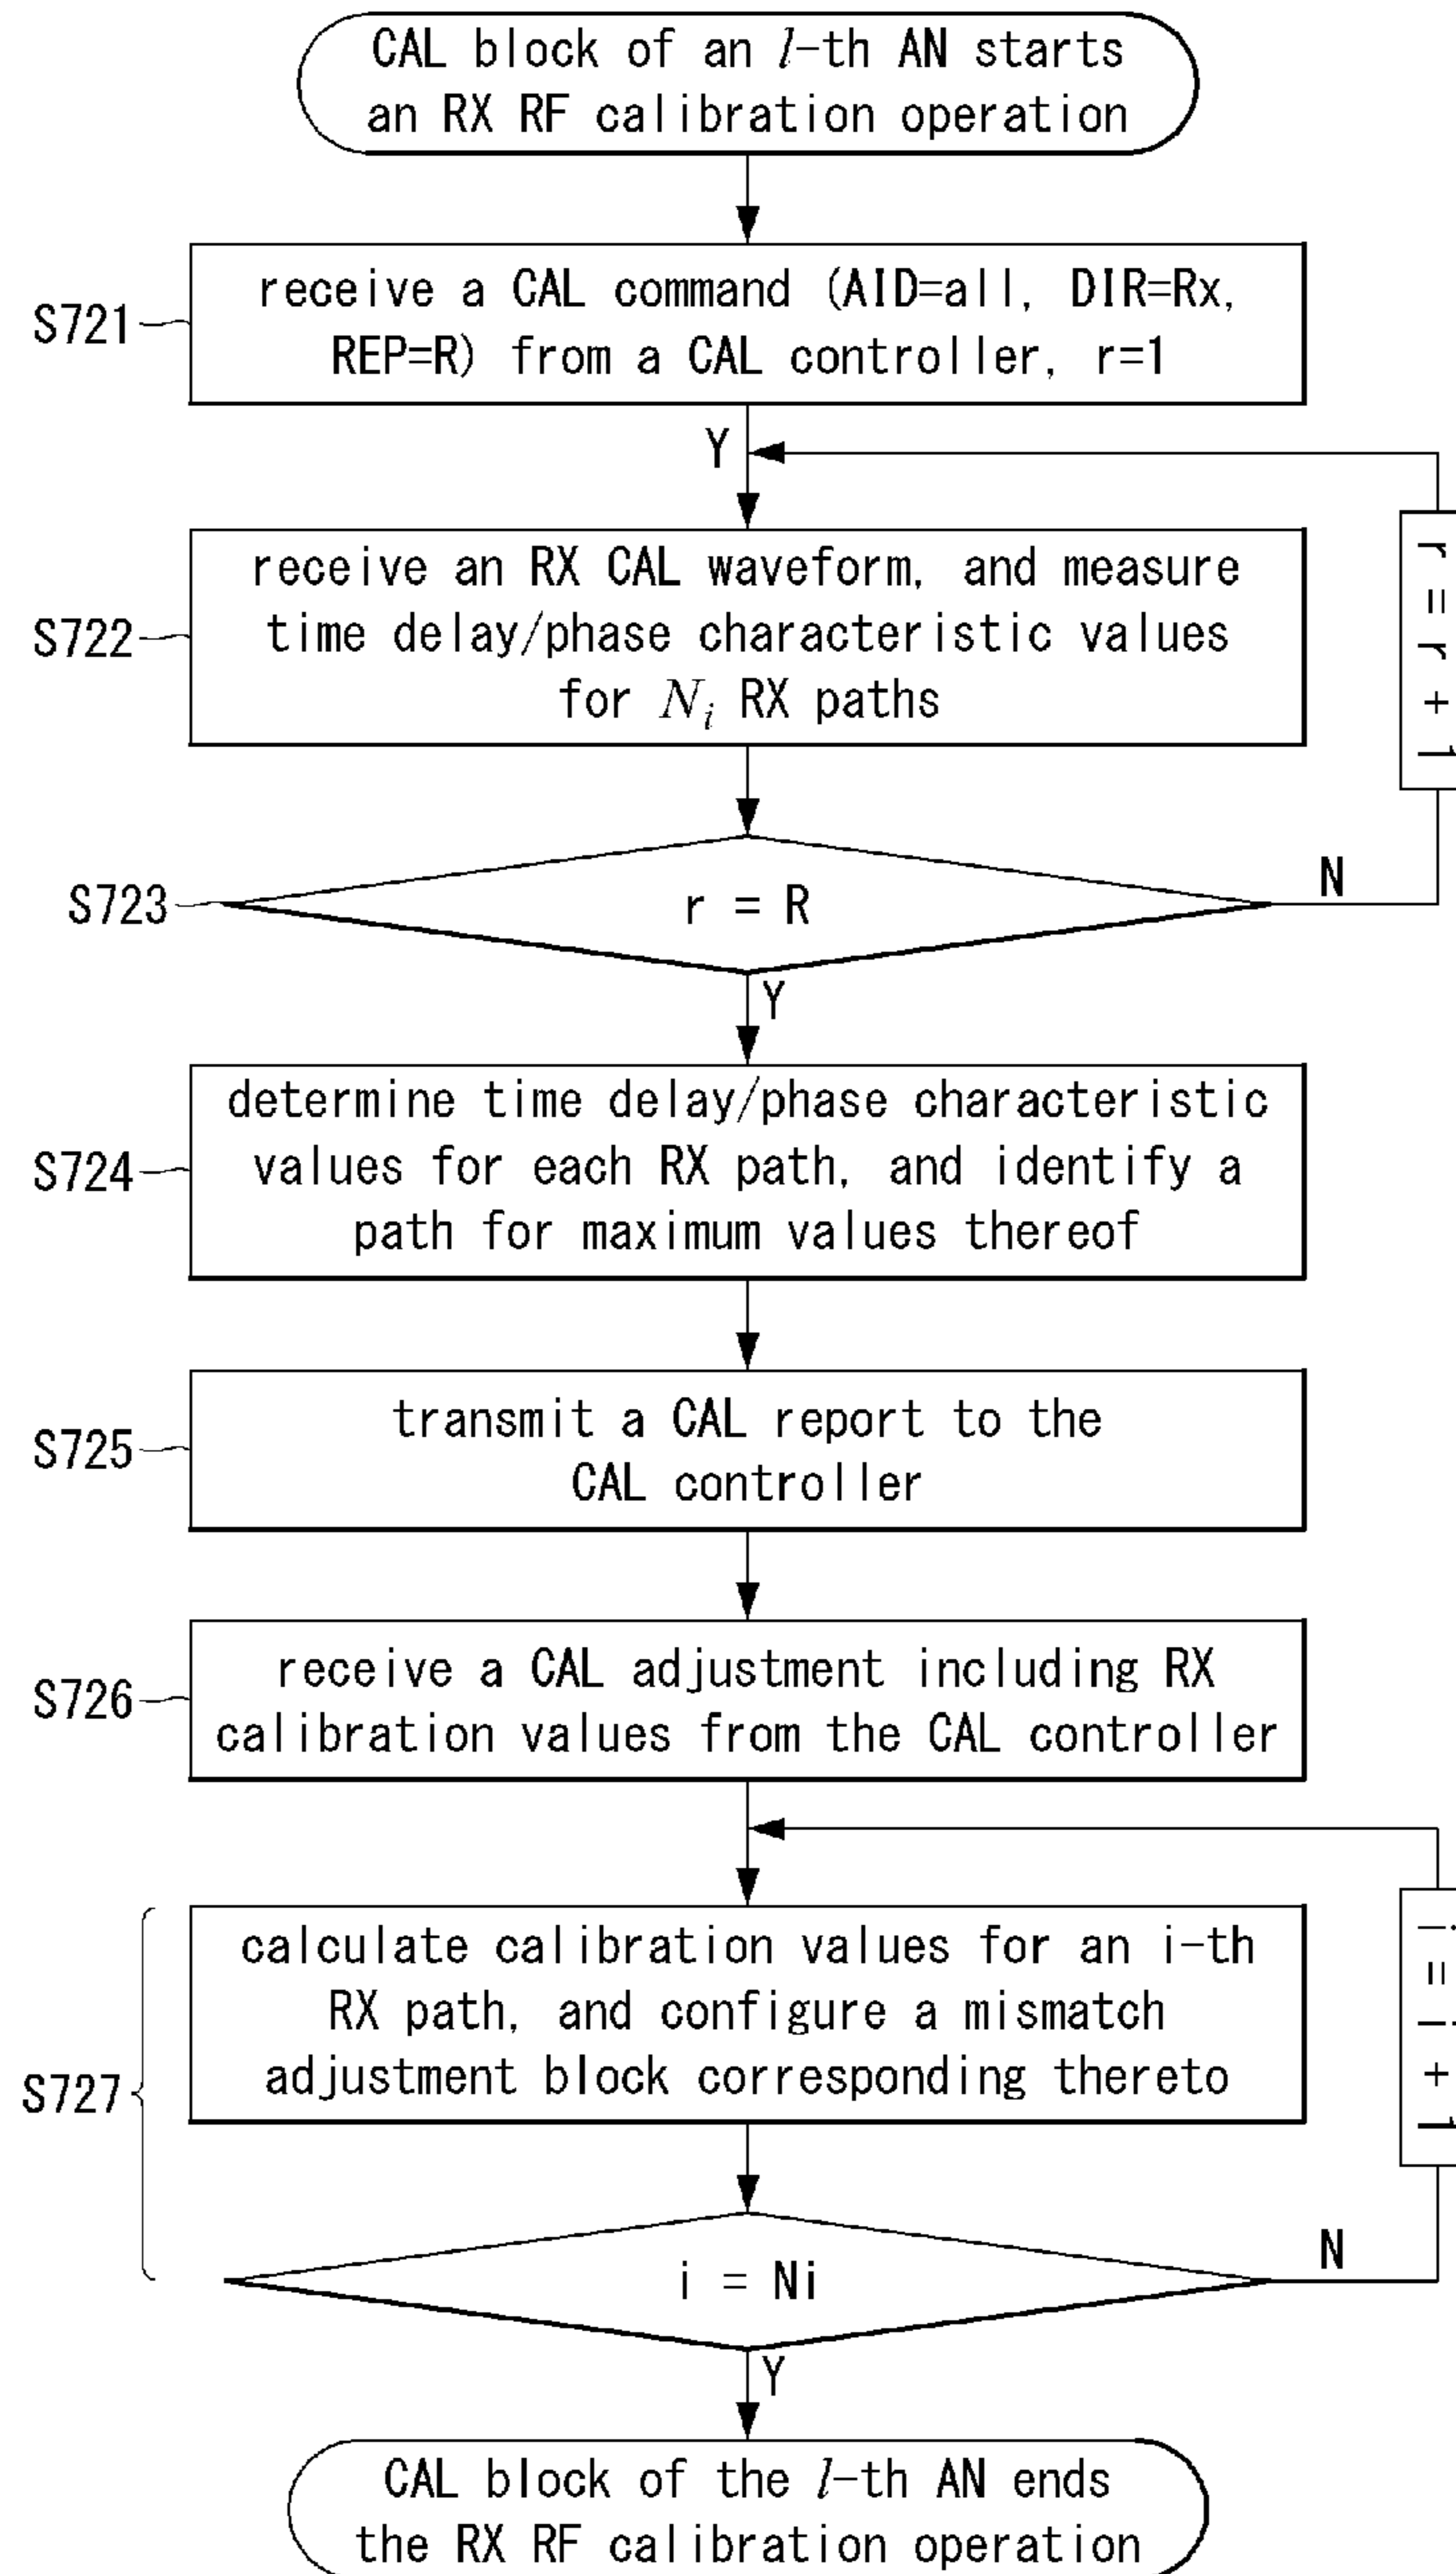 CAL block of an l-th AN starts
an RX RF calibration operation
S721
receive a CAL command (AID=all, DIR=Rx,
REP=R) from a CAL controller, r=1
Y
r = r + 1
S722
receive an RX CAL waveform, and measure
time delay/phase characteristic values
for Ni RX paths
S723
r = R
N
Y
S724
determine time delay/phase characteristic
values for each RX path, and identify a
path for maximum values thereof
S725
transmit a CAL report to the
CAL controller
S726
receive a CAL adjustment including RX
calibration values from the CAL controller
S727
calculate calibration values for an i-th
RX path, and configure a mismatch
adjustment block corresponding thereto
i = i + 1
i = Ni
N
Y
CAL block of the l-th AN ends
the RX RF calibration operation